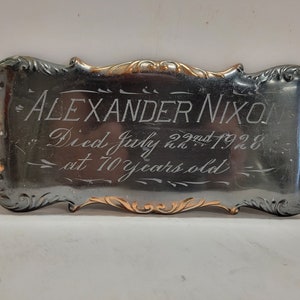 ALEXANDER NIXON
Died July 22nd 1928
at 70 Years old